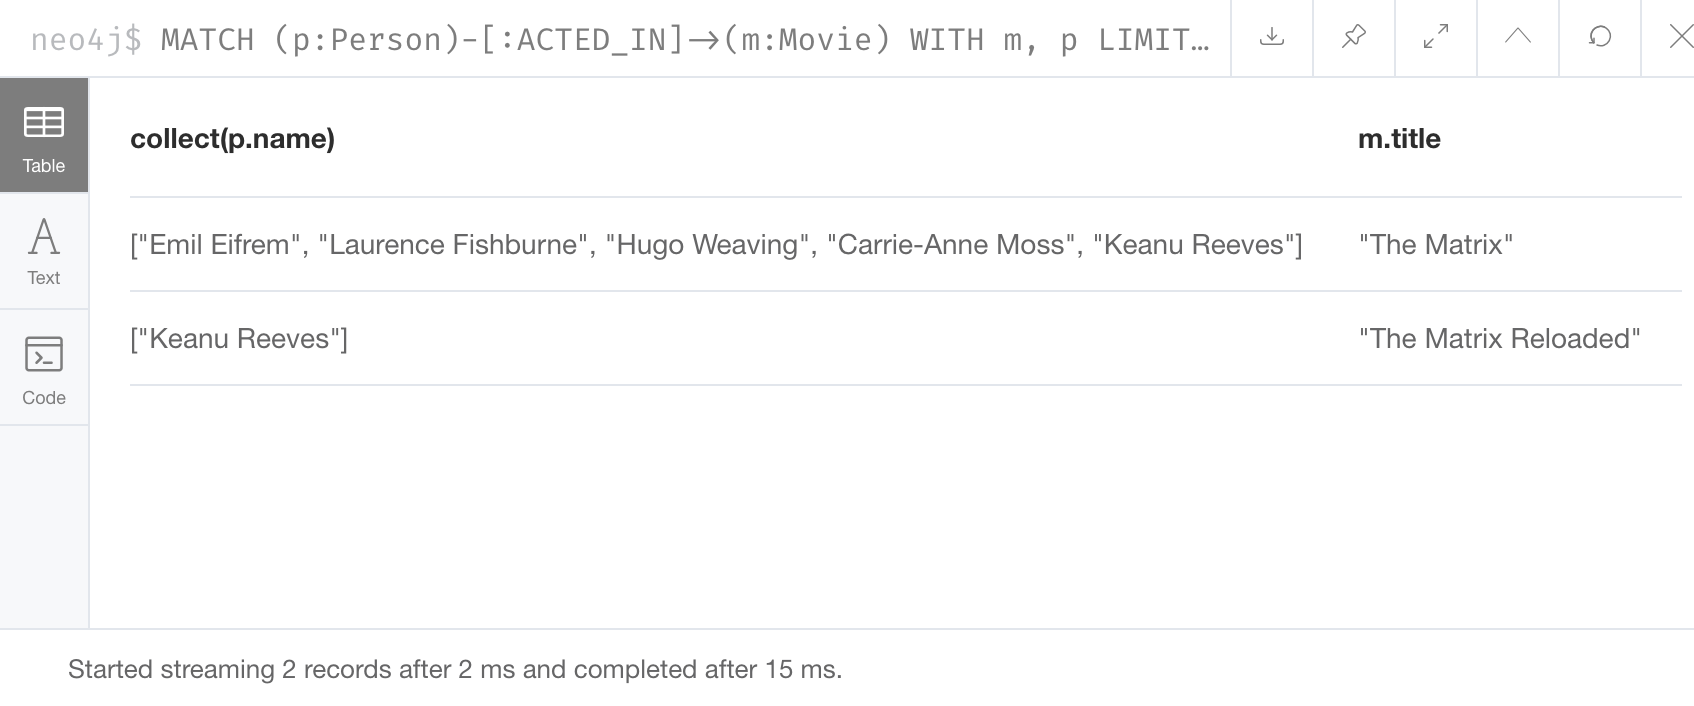 neo4j$ MATCH (p:Person)-[:ACTED_IN]->(m:Movie) WITH m, p LIMIT…
Table
collect(p.name) m.title
["Emil Eifrem", "Laurence Fishburne", "Hugo Weaving", "Carrie-Anne Moss", "Keanu Reeves"] "The Matrix"
Text
["Keanu Reeves"] "The Matrix Reloaded"
Code
Started streaming 2 records after 2 ms and completed after 15 ms.